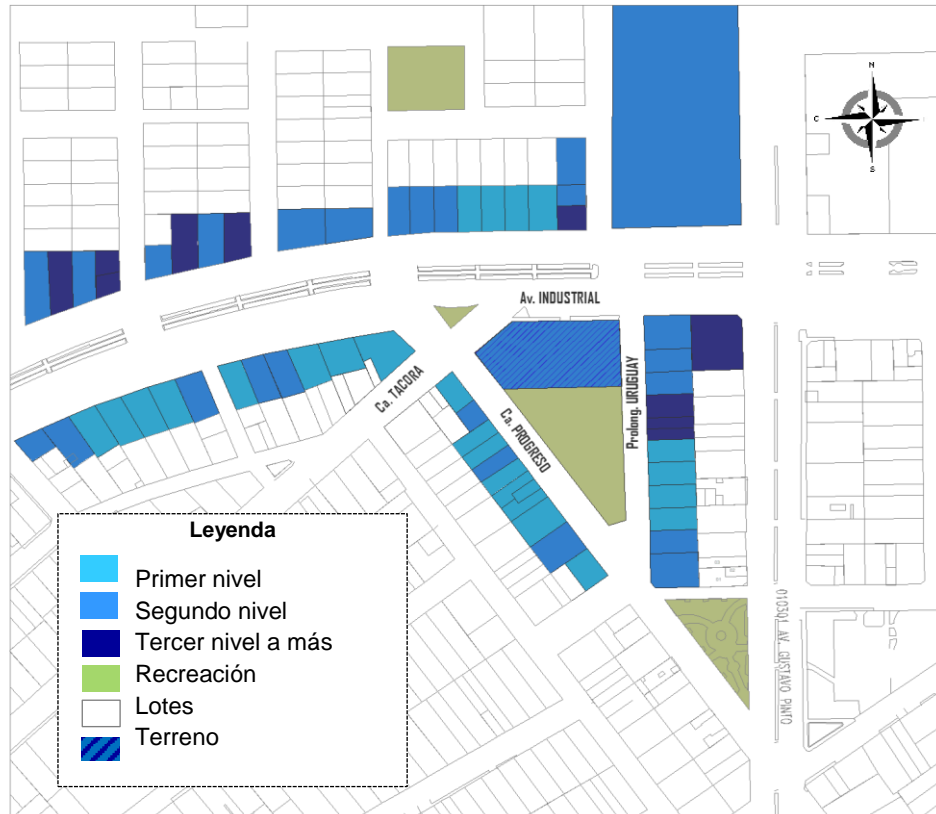 N
C
S
Av. INDUSTRIAL
Ca. TACORA
Ca. PROGRESO
Prolong. URUGUAY
010301 AV. GUSTAVO PINTO
Leyenda
Primer nivel
Segundo nivel
Tercer nivel a más
Recreación
Lotes
Terreno